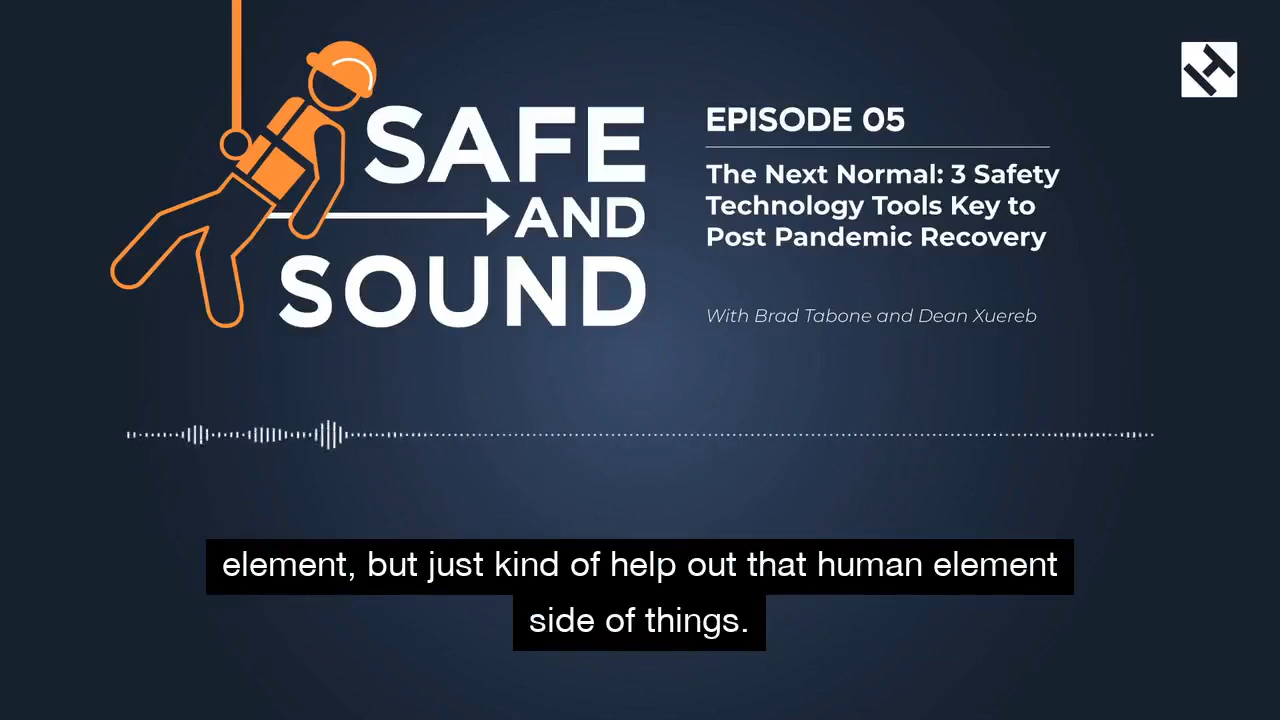 SAFE
AND
SOUND
EPISODE 05
The Next Normal: 3 Safety
Technology Tools Key to
Post Pandemic Recovery
With Brad Tabone and Dean Xuereb
element, but just kind of help out that human element
side of things.